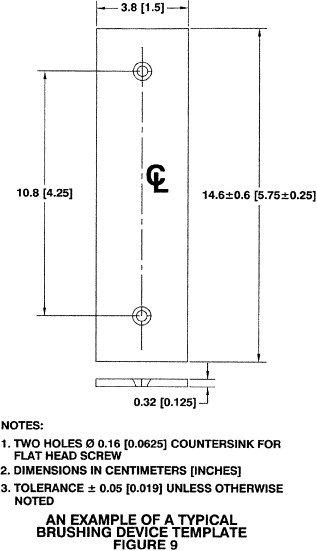 3.8 [1.5]
10.8 [4.25]
℄
14.6±0.6 [5.75±0.25]
0.32 [0.125]
NOTES:
1. TWO HOLES Ø 0.16 [0.0625] COUNTERSINK FOR
FLAT HEAD SCREW
2. DIMENSIONS IN CENTIMETERS [INCHES]
3. TOLERANCE ± 0.05 [0.019] UNLESS OTHERWISE
NOTED
AN EXAMPLE OF A TYPICAL
BRUSHING DEVICE TEMPLATE
FIGURE 9